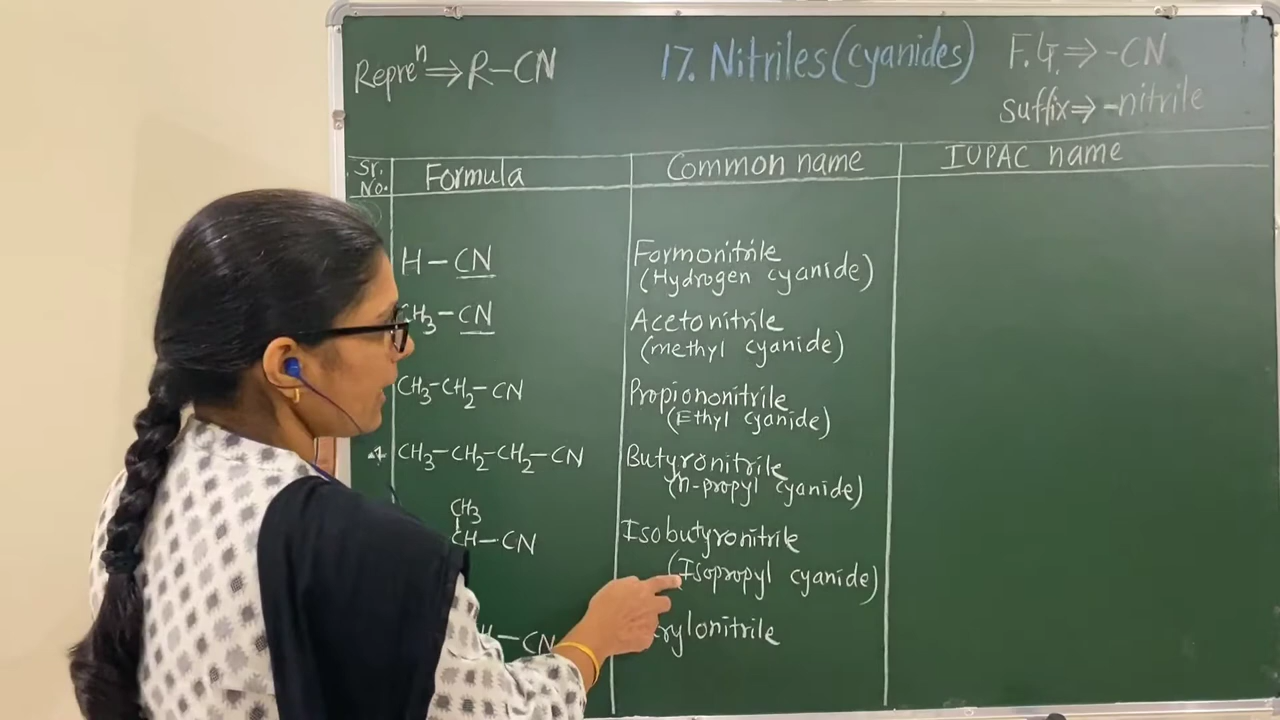 Repreⁿ ⇒ R–CN
17. Nitriles (cyanides)
F.G. ⇒ -CN
suffix ⇒ -nitrile
Sr. No.
Formula
Common name
IUPAC name
H–CN
Formonitrile
(Hydrogen cyanide)
CH₃–CN
Acetonitrile
(methyl cyanide)
CH₃–CH₂–CN
Propiononitrile
(Ethyl cyanide)
CH₃–CH₂–CH₂–CN
Butyronitrile
(n-propyl cyanide)
CH₃
CH–CN
Isobutyronitrile
(Isopropyl cyanide)
–CN
rylonitrile